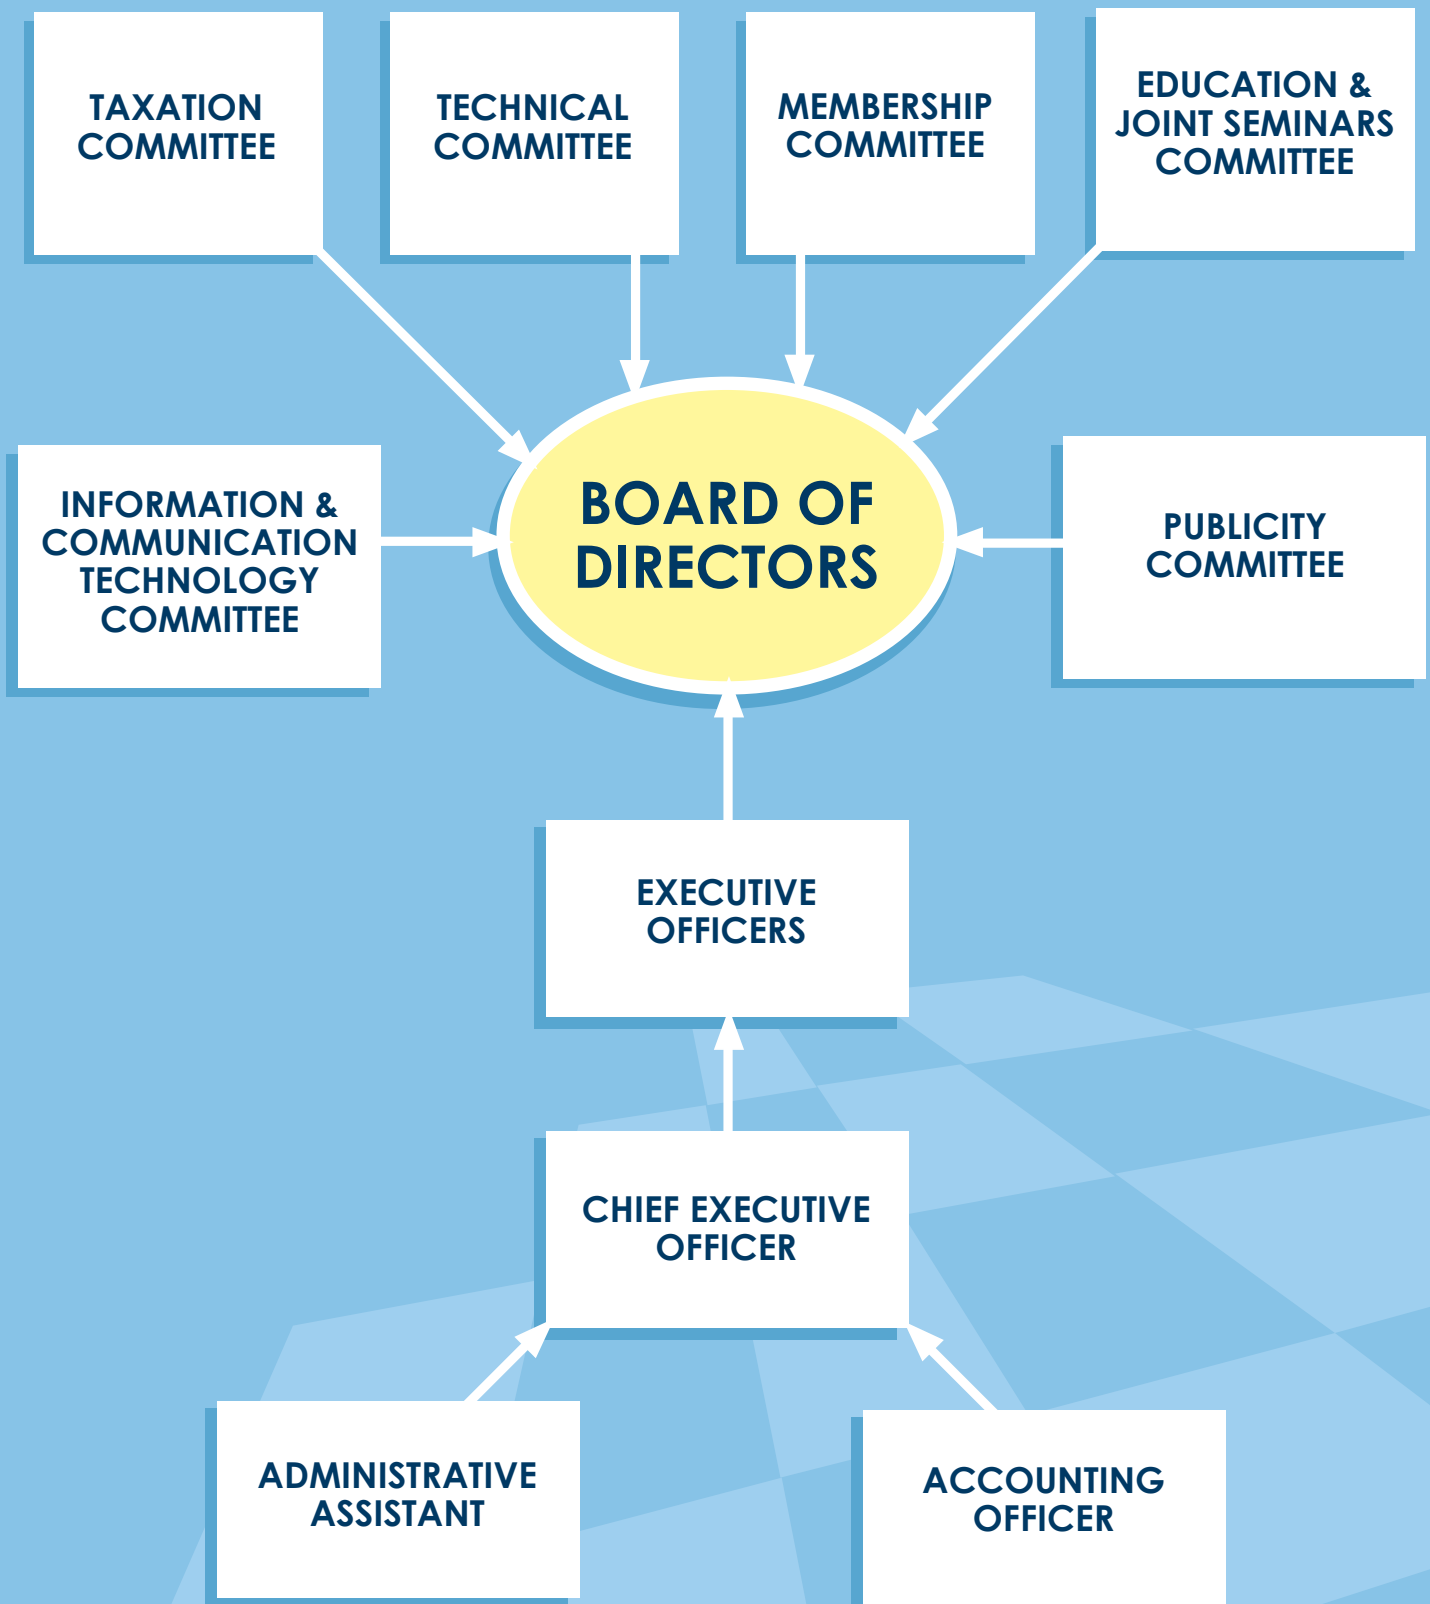 TAXATION
COMMITTEE
TECHNICAL
COMMITTEE
MEMBERSHIP
COMMITTEE
EDUCATION &
JOINT SEMINARS
COMMITTEE
INFORMATION &
COMMUNICATION
TECHNOLOGY
COMMITTEE
BOARD OF
DIRECTORS
PUBLICITY
COMMITTEE
EXECUTIVE
OFFICERS
CHIEF EXECUTIVE
OFFICER
ADMINISTRATIVE
ASSISTANT
ACCOUNTING
OFFICER